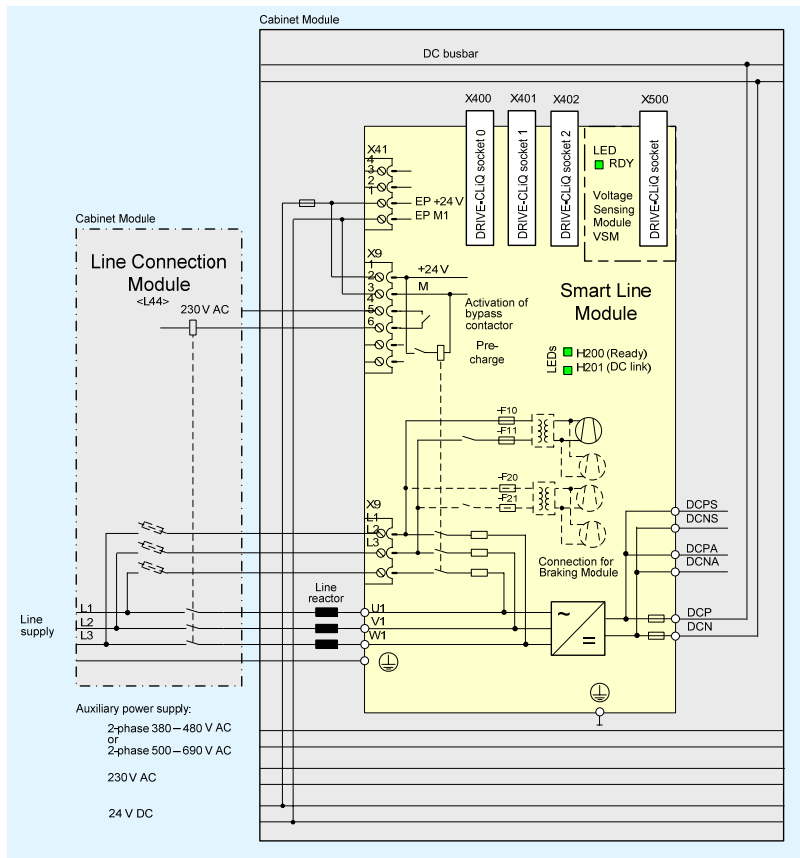 Cabinet Module
DC busbar
X400
X401
X402
X500
DRIVE-CLiQ socket 0
DRIVE-CLiQ socket 1
DRIVE-CLiQ socket 2
DRIVE-CLiQ socket
LED
RDY
Voltage
Sensing
Module
VSM
X41
4
3
2
1
EP +24 V
EP M1
Cabinet Module
Line Connection
Module
<L44>
230 V AC
X9
1
2
3
4
5
6
+24 V
M
Activation of
bypass
contactor
Pre-
charge
Smart Line
Module
LEDs
H200 (Ready)
H201 (DC link)
-F10
-F11
-F20
-F21
X9
L1
L2
L3
Connection for
Braking Module
DCPS
DCNS
DCPA
DCNA
DCP
DCN
Line
reactor
Line
supply
L1
L2
L3
U1
V1
W1
~
=
Auxiliary power supply:
2-phase 380 – 480 V AC
or
2-phase 500 – 690 V AC
230 V AC
24 V DC